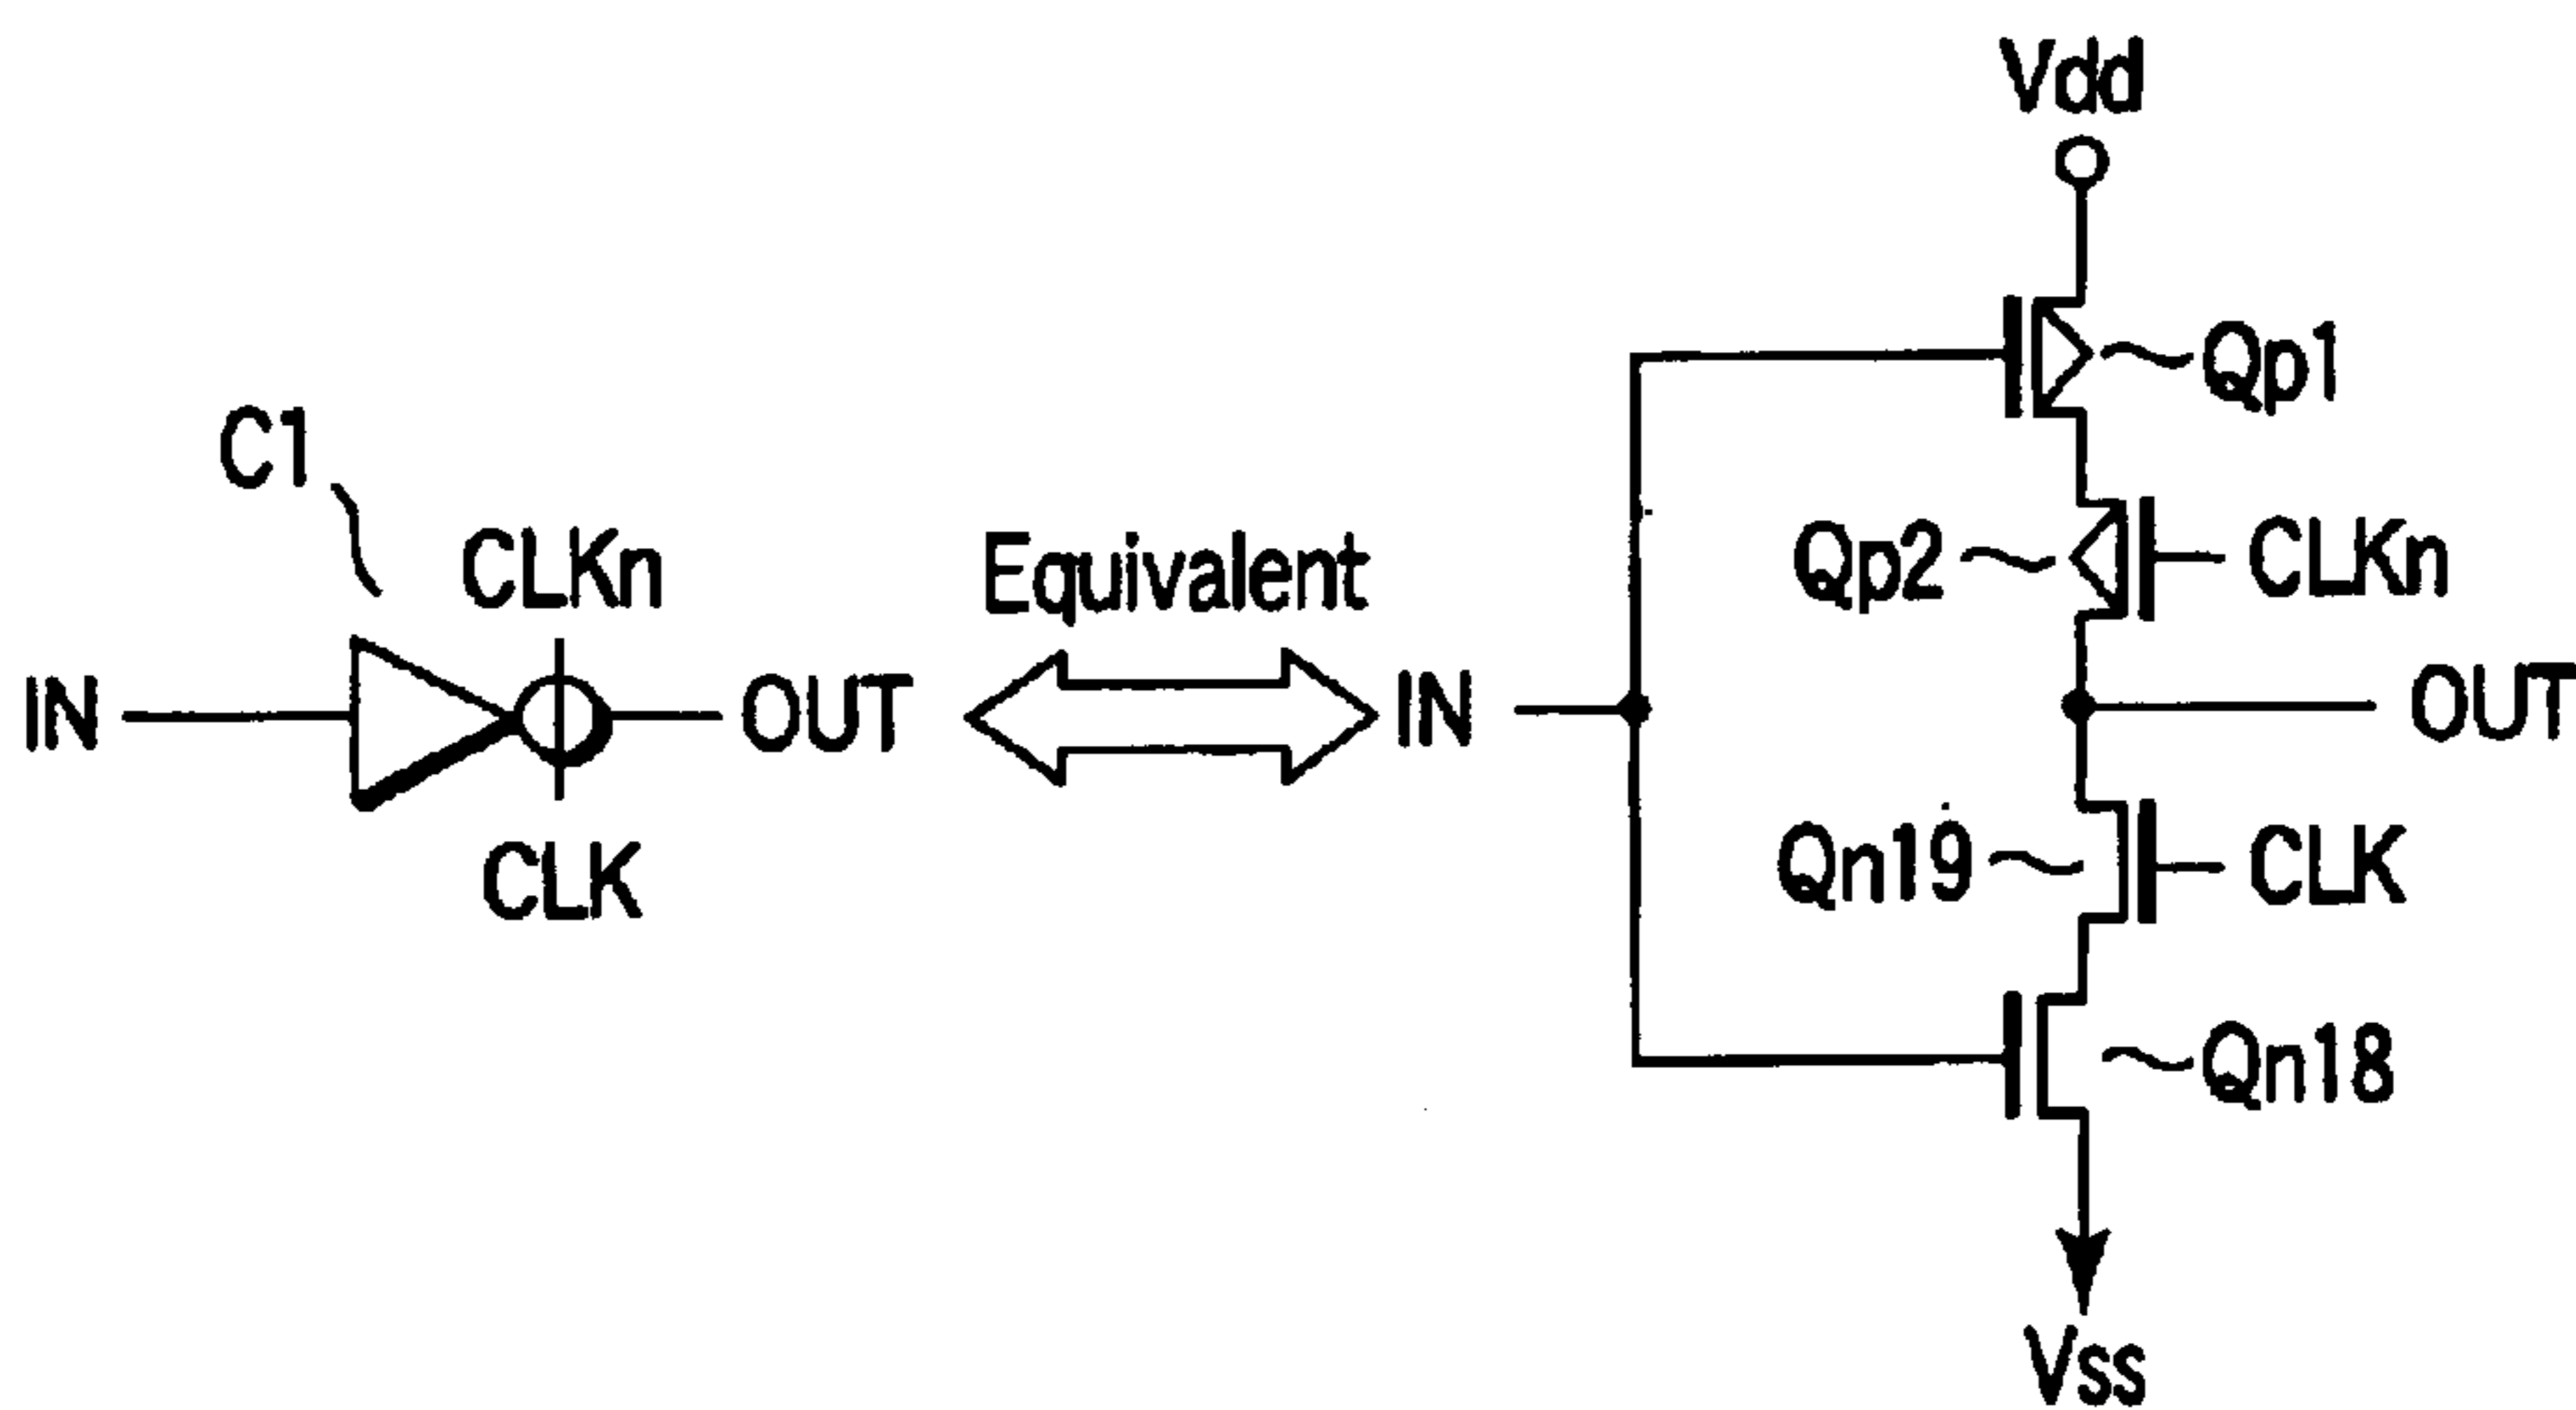 C1
CLKn
IN
OUT
CLK
Equivalent
Vdd
Qp1
Qp2
CLKn
IN
OUT
Qn19
CLK
Qn18
Vss